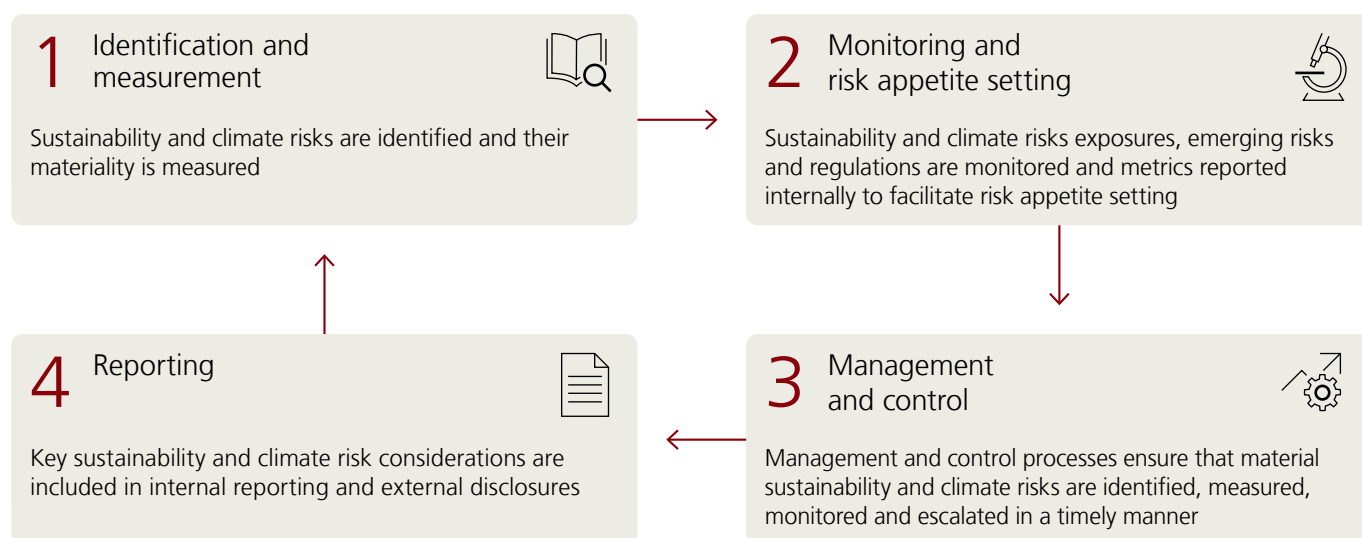 1 Identification and
measurement
Sustainability and climate risks are identified and their
materiality is measured
2 Monitoring and
risk appetite setting
Sustainability and climate risks exposures, emerging risks
and regulations are monitored and metrics reported
internally to facilitate risk appetite setting
3 Management
and control
Management and control processes ensure that material
sustainability and climate risks are identified, measured,
monitored and escalated in a timely manner
4 Reporting
Key sustainability and climate risk considerations are
included in internal reporting and external disclosures